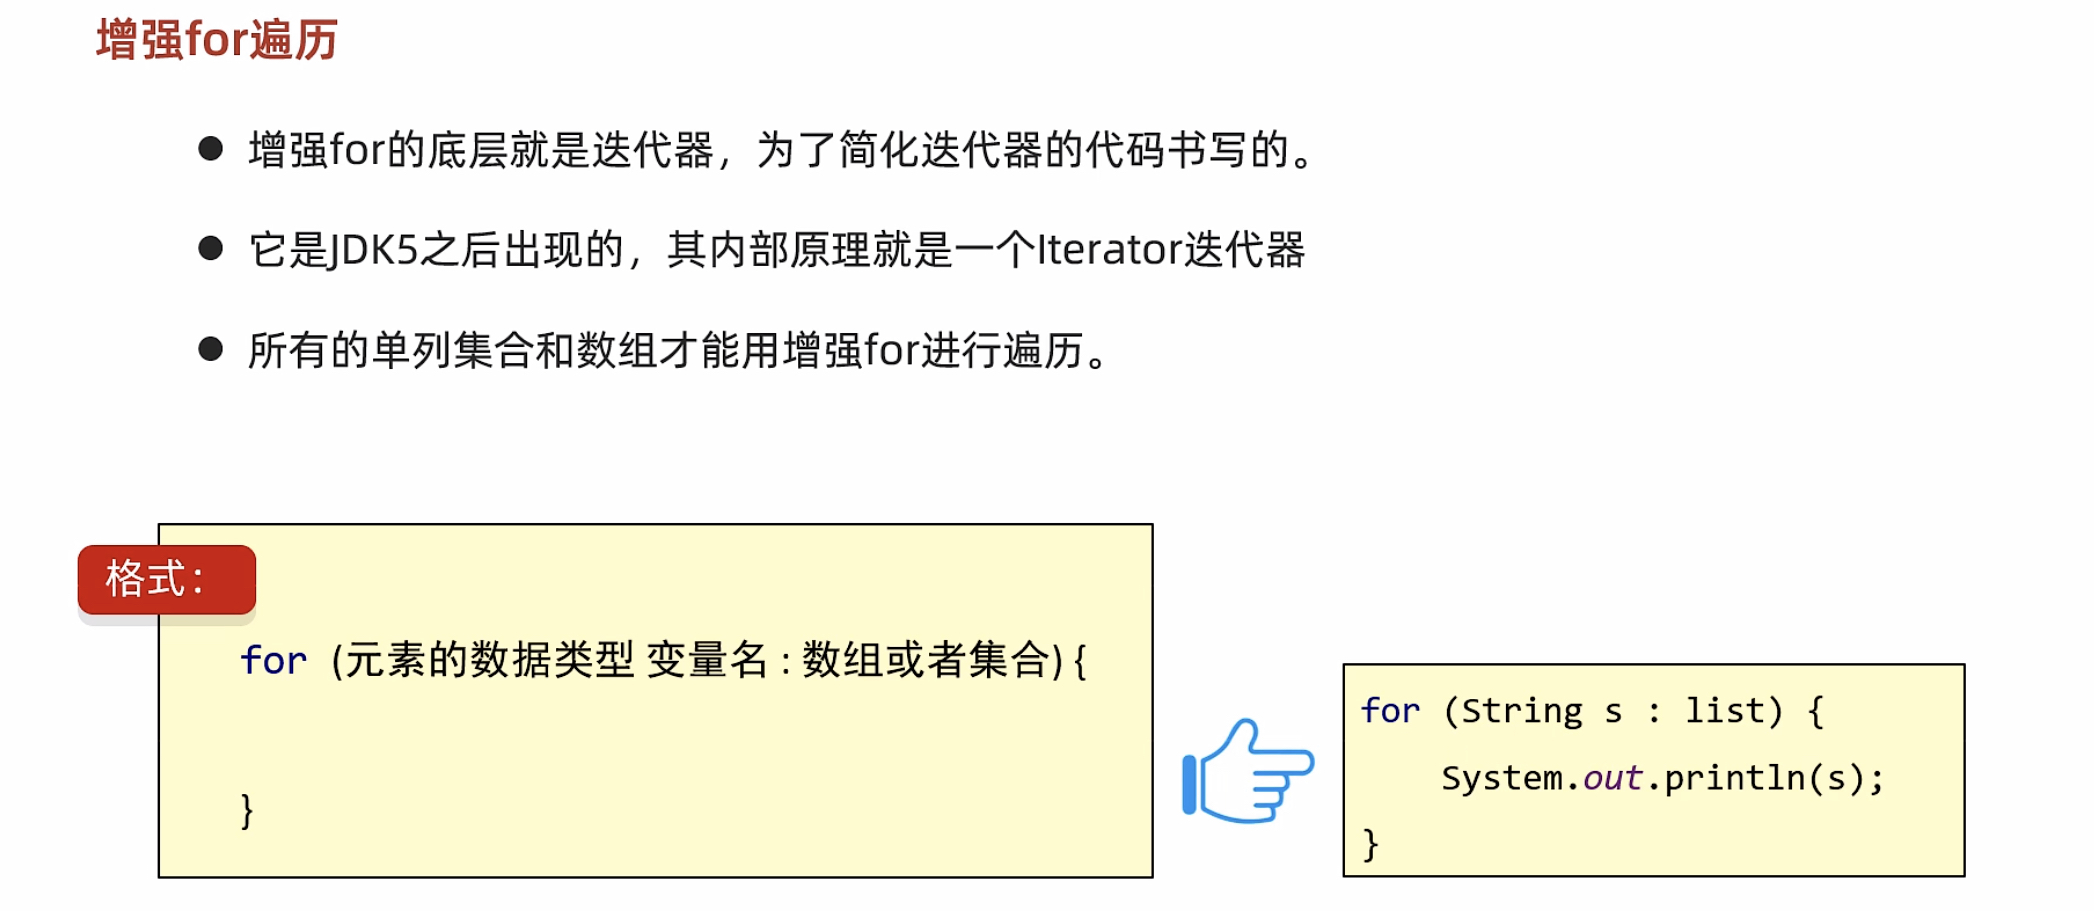 增强for遍历
增强for的底层就是迭代器，为了简化迭代器的代码书写的。
它是JDK5之后出现的，其内部原理就是一个Iterator迭代器
所有的单列集合和数组才能用增强for进行遍历。
格式：
for (元素的数据类型 变量名 : 数组或者集合) {
}
for (String s : list) {
System.out.println(s);
}